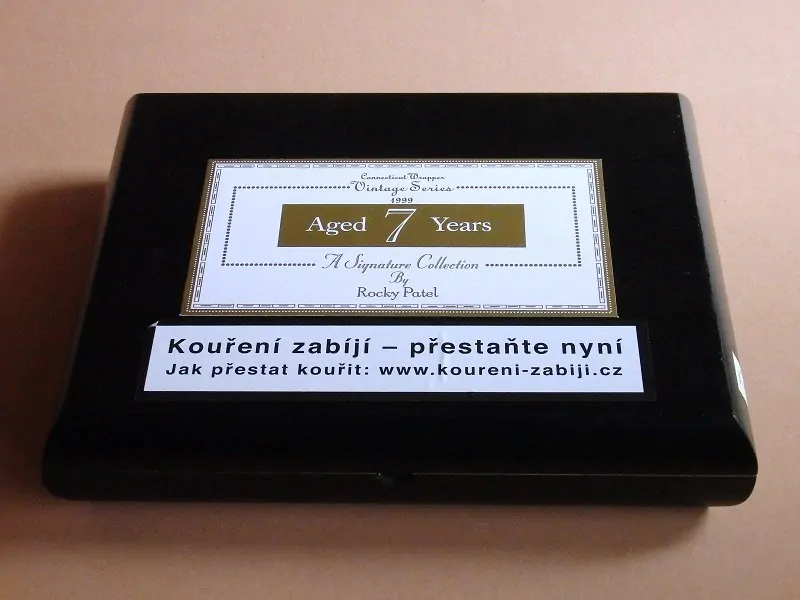 Connecticut Wrapper
Vintage Series
1999
Aged 7 Years
A Signature Collection
By
Rocky Patel
Kouření zabíjí – přestaňte nyní
Jak přestat kouřit: www.koureni-zabiji.cz